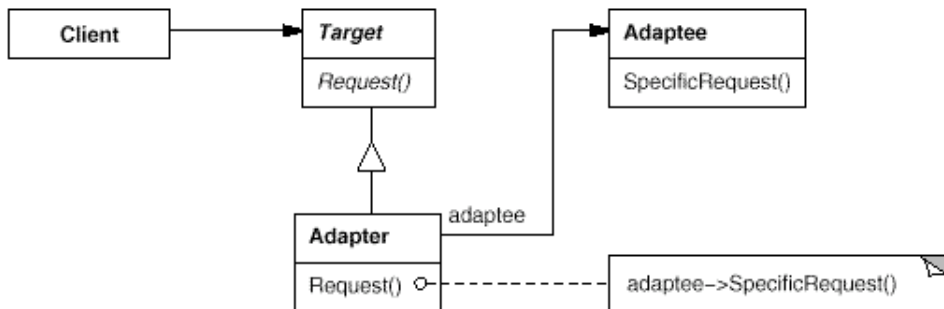 Client
Target
Request()
Adaptee
SpecificRequest()
adaptee
Adapter
Request()
adaptee->SpecificRequest()